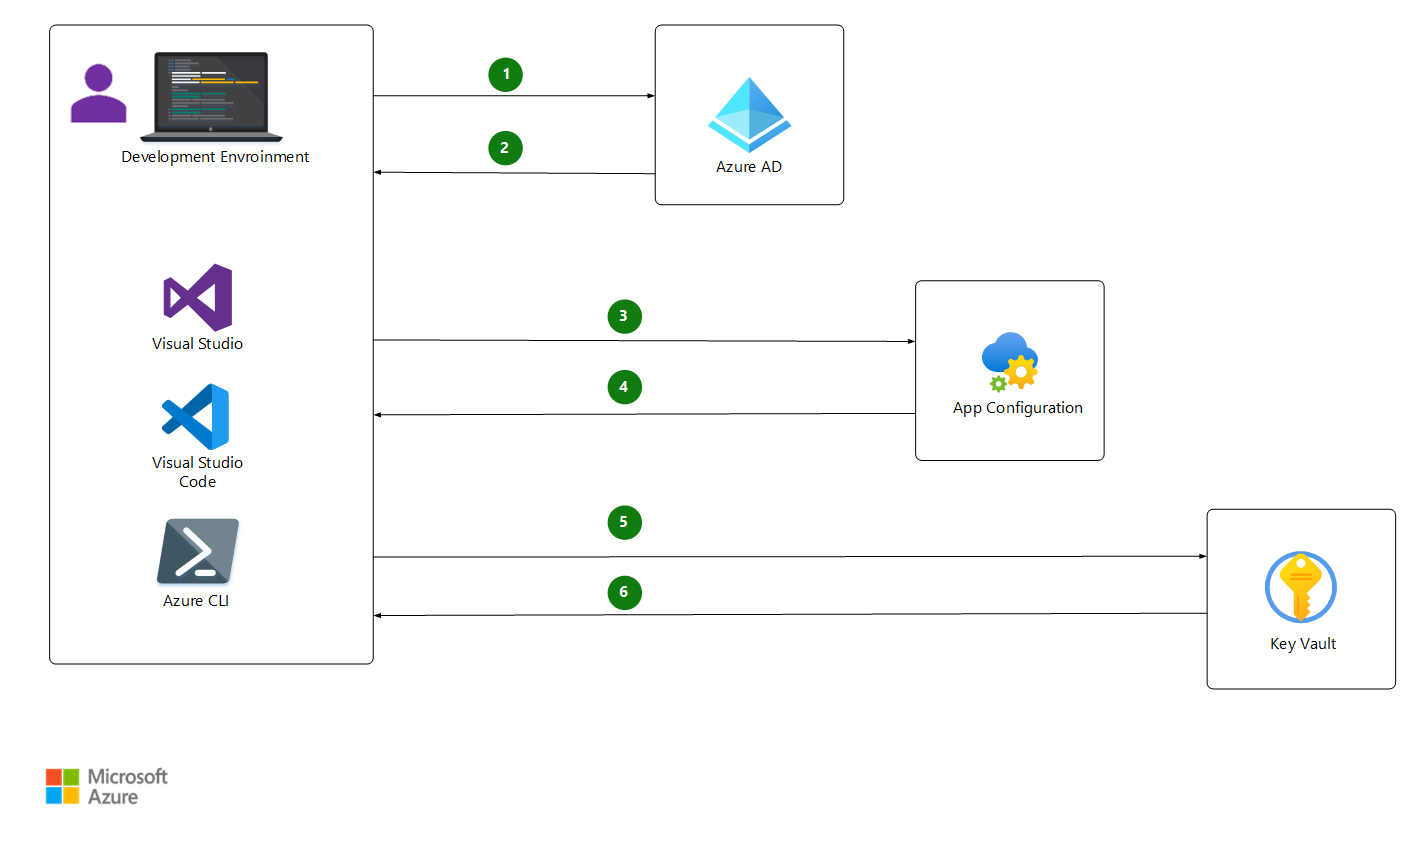 1
2
Development Envroinment
Azure AD
3
Visual Studio
4
App Configuration
Visual Studio
Code
5
6
Azure CLI
Key Vault
Microsoft
Azure